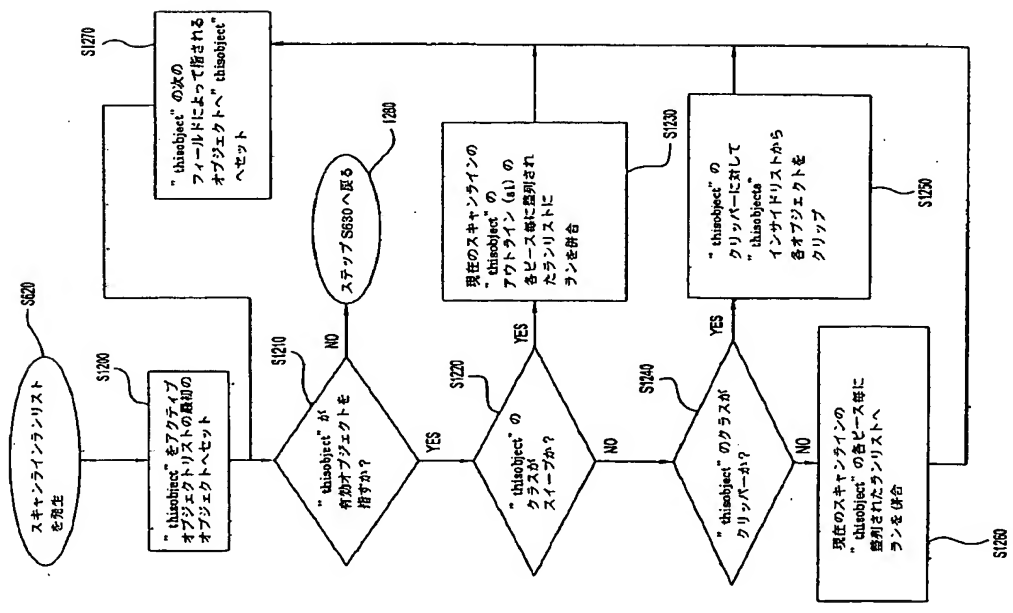 S620
スキャンラインランリスト
を発生
S1200
"thisobject" をアクティブ
オブジェクトリストの最初の
オブジェクトへセット
S1210
"thisobject" が
有効オブジェクトを
指すか？
NO
YES
1280
ステップ S630 へ戻る
S1270
"thisobject" の次の
フィールドによって指される
オブジェクトへ" thisobject"
へセット
S1220
"thisobject" の
クラスが
スイープか？
YES
NO
S1230
現在のスキャンラインの
"thisobject" の
アウトライン (al) の
各ピース毎に整列され
たランリストに
ランを併合
S1240
"thisobject" のクラスが
クリッパーか？
YES
NO
S1250
"thisobject" の
クリッパーに対して
"thisobjects"
インサイドリストから
各オブジェクトを
クリップ
S1260
現在のスキャンラインの
"thisobject" の各ピース毎に
整列されたランリストへ
ランを併合